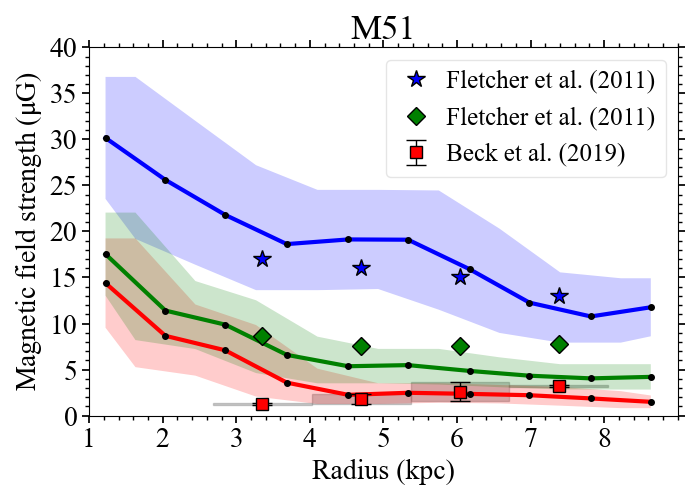 M51
40
35
30
25
20
15
10
5
0
Magnetic field strength (μG)
Fletcher et al. (2011)
Fletcher et al. (2011)
Beck et al. (2019)
1 2 3 4 5 6 7 8
Radius (kpc)